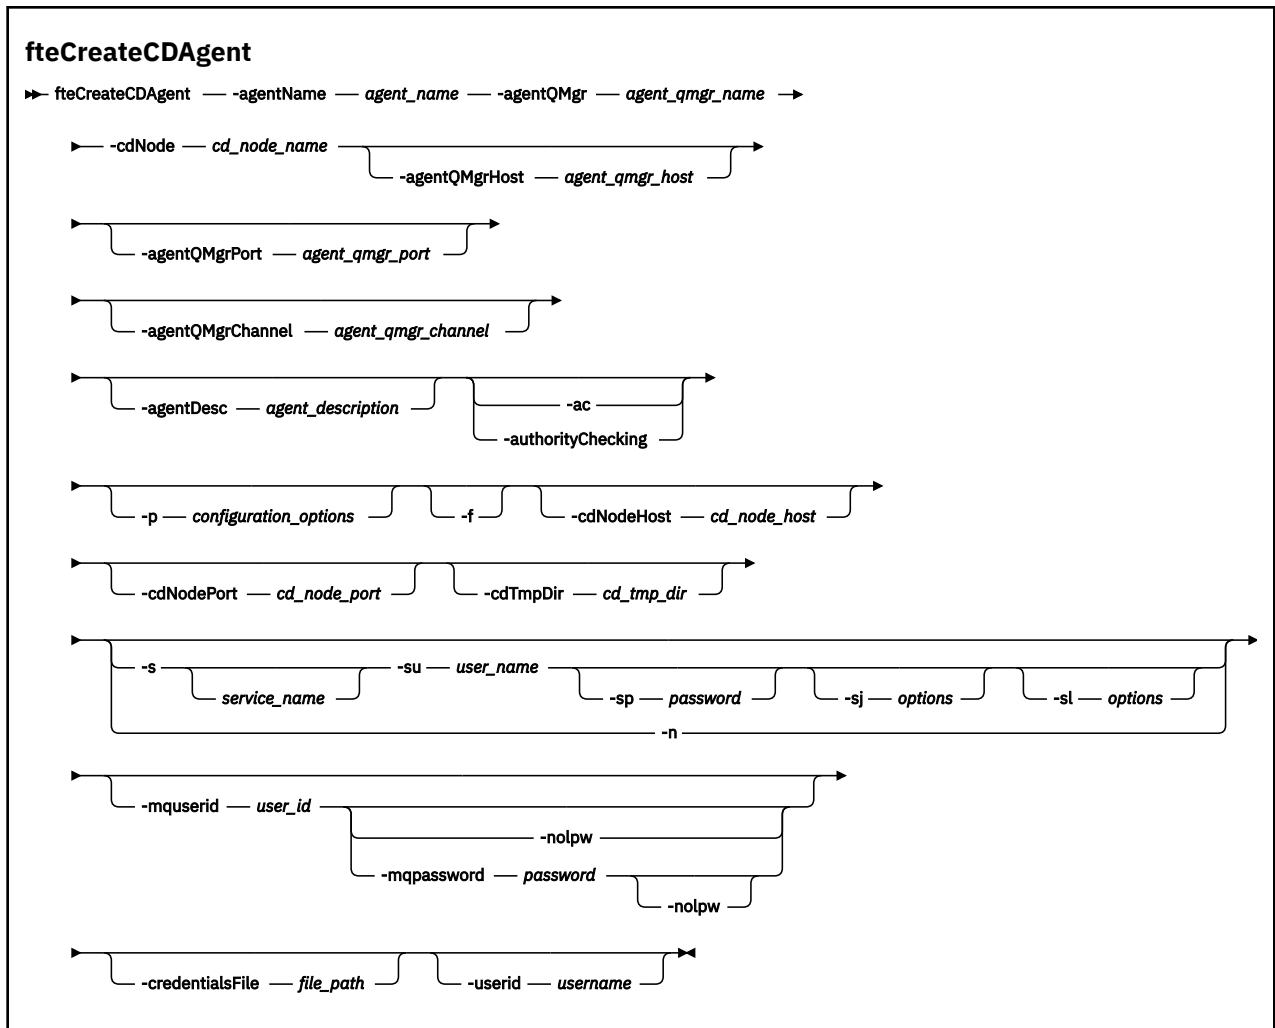 fteCreateCDAgent
fteCreateCDAgent -agentName agent_name -agentQMgr agent_qmgr_name
-cdNode cd_node_name
-agentQMgrHost agent_qmgr_host
-agentQMgrPort agent_qmgr_port
-agentQMgrChannel agent_qmgr_channel
-agentDesc agent_description -ac
-authorityChecking
-p configuration_options -f -cdNodeHost cd_node_host
-cdNodePort cd_node_port -cdTmpDir cd_tmp_dir
-s -su user_name
service_name -sp password -sj options -sl options
-n
-mquserid user_id
-nolpw
-mqpassword password
-nolpw
-credentialsFile file_path -userid username